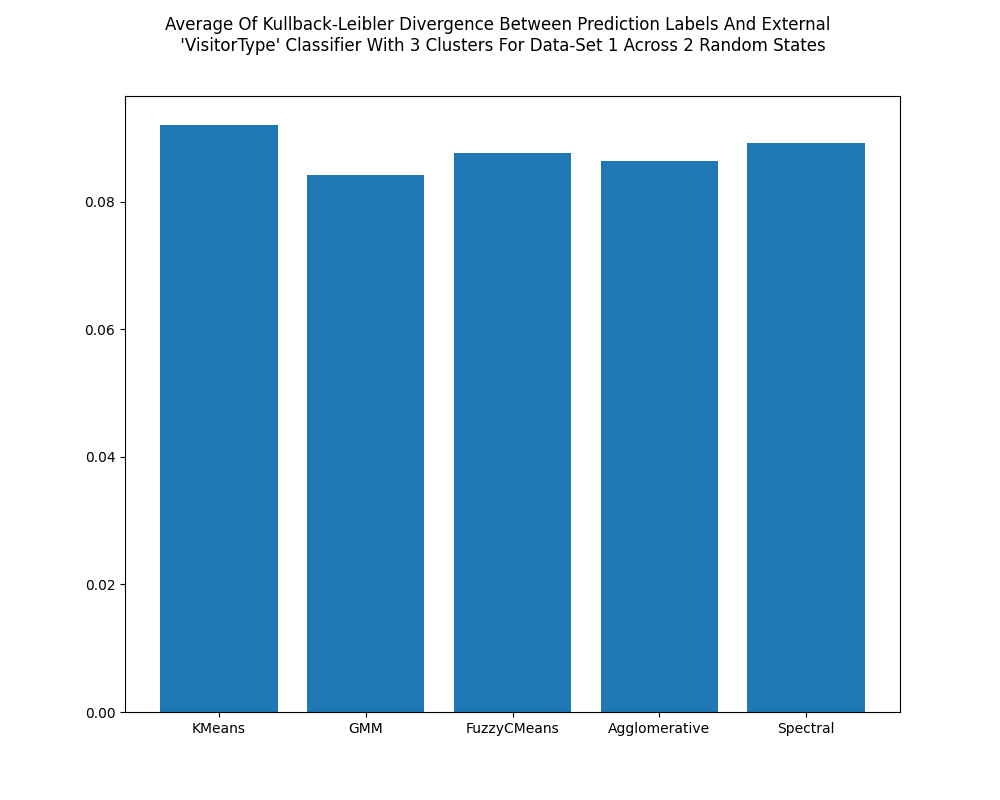 Average Of Kullback-Leibler Divergence Between Prediction Labels And External
'VisitorType' Classifier With 3 Clusters For Data-Set 1 Across 2 Random States
0.08
0.06
0.04
0.02
0.00
KMeans GMM FuzzyCMeans Agglomerative Spectral